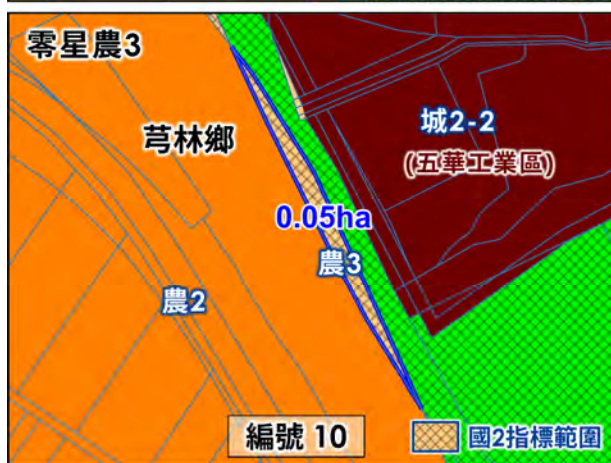 零星農3
芎林鄉
城2-2
(五華工業區)
0.05ha
農3
農2
編號 10
國2指標範圍